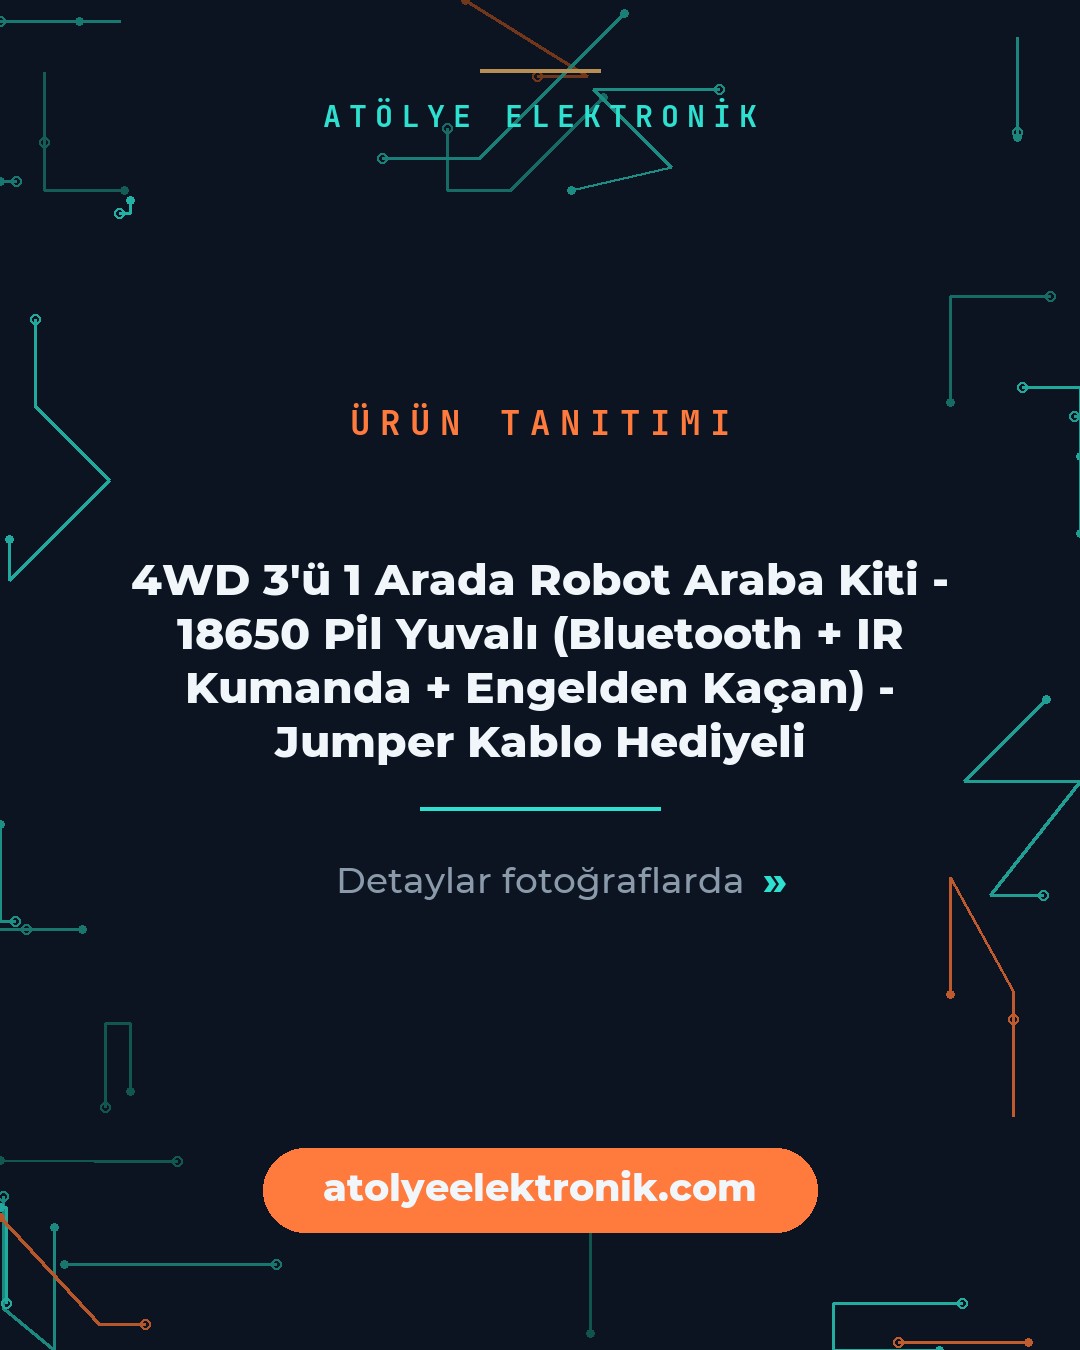 ATÖLYE ELEKTRONİK
ÜRÜN TANITIMI
4WD 3'ü 1 Arada Robot Araba Kiti -
18650 Pil Yuvalı (Bluetooth + IR
Kumanda + Engelden Kaçan) -
Jumper Kablo Hediyeli
Detaylar fotoğraflarda »
atolyeelektronik.com